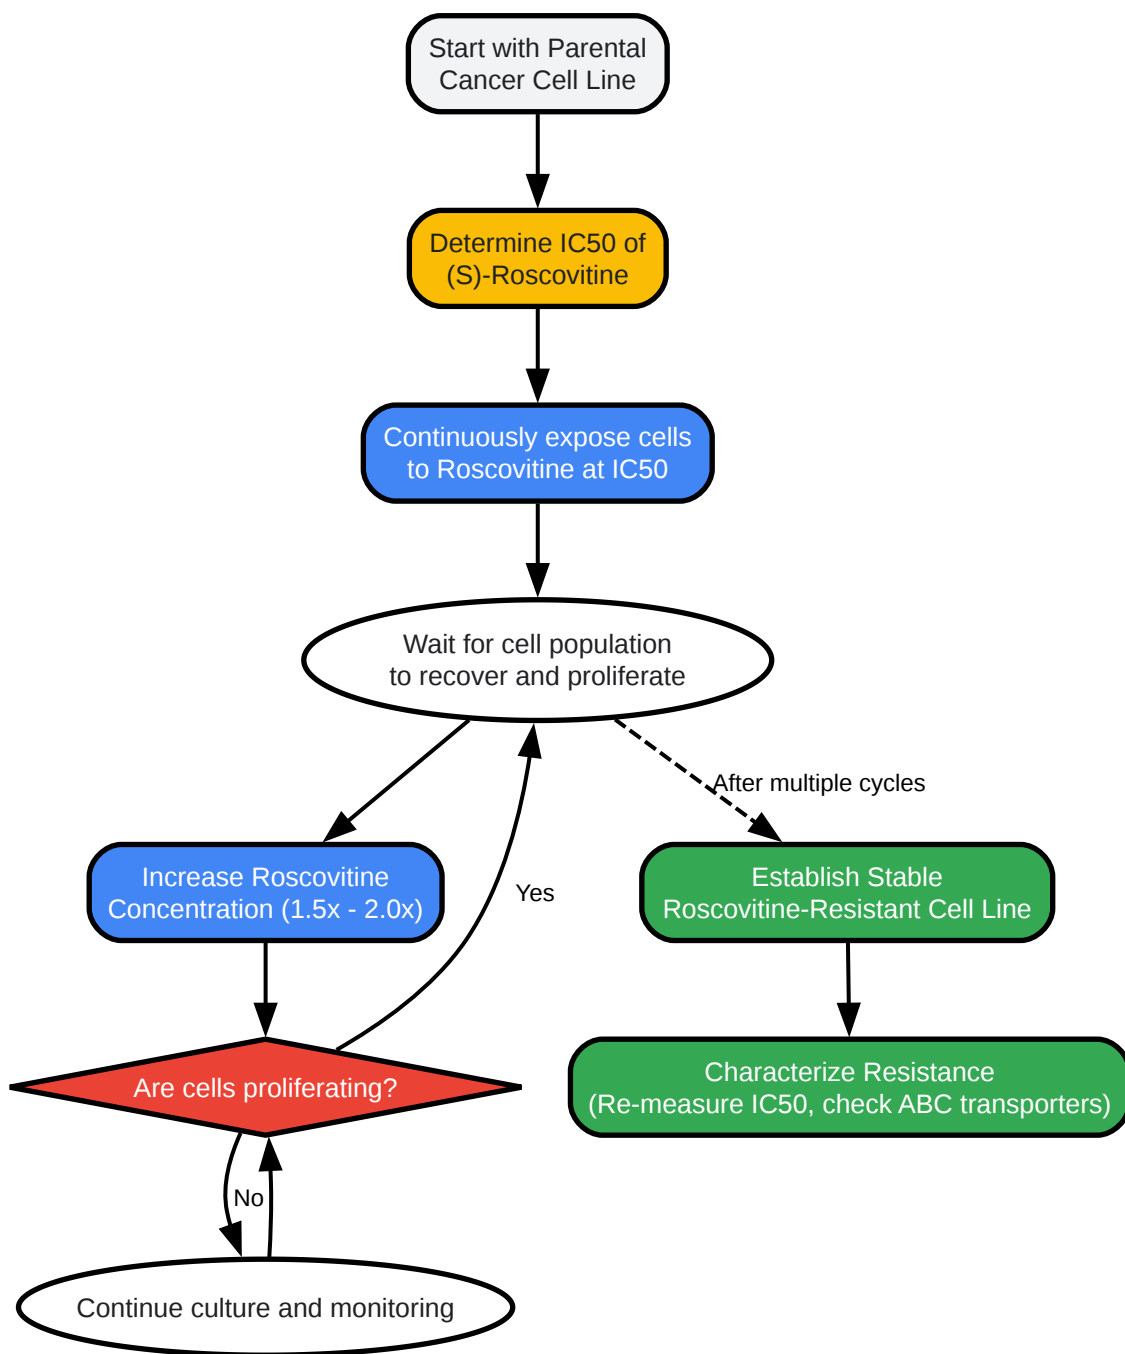 Start with Parental
Cancer Cell Line
Determine IC50 of
(S)-Roscovitine
Continuously expose cells
to Roscovitine at IC50
Wait for cell population
to recover and proliferate
After multiple cycles
Increase Roscovitine
Concentration (1.5x - 2.0x)
Yes
Establish Stable
Roscovitine-Resistant Cell Line
Are cells proliferating?
Characterize Resistance
(Re-measure IC50, check ABC transporters)
No
Continue culture and monitoring